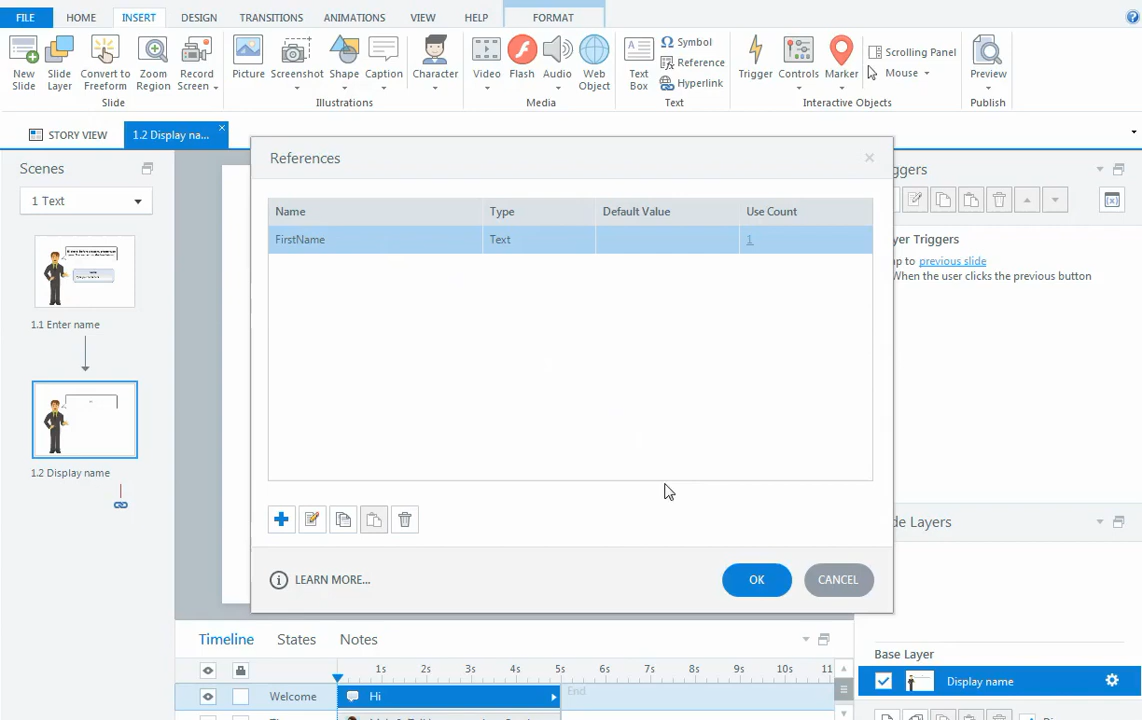 FILE HOME INSERT DESIGN TRANSITIONS ANIMATIONS VIEW HELP FORMAT
New Slide
Slide Layer
Convert to Freeform
Zoom Region
Record Screen
Picture
Screenshot
Shape
Caption
Character
Video
Flash
Audio
Web Object
Text Box
Symbol
Reference
Hyperlink
Trigger
Controls
Marker
Scrolling Panel
Mouse
Preview
Slide Illustrations Media Text Interactive Objects Publish
STORY VIEW 1.2 Display na...
Scenes
1 Text
1.1 Enter name
1.2 Display name
References
Name Type Default Value Use Count
FirstName Text 1
LEARN MORE...
OK CANCEL
ggers
yer Triggers
p to previous slide
When the user clicks the previous button
de Layers
Base Layer
Display name
Timeline States Notes
1s 2s 3s 4s 5s 6s 7s 8s 9s 10s 11
Welcome Hi End